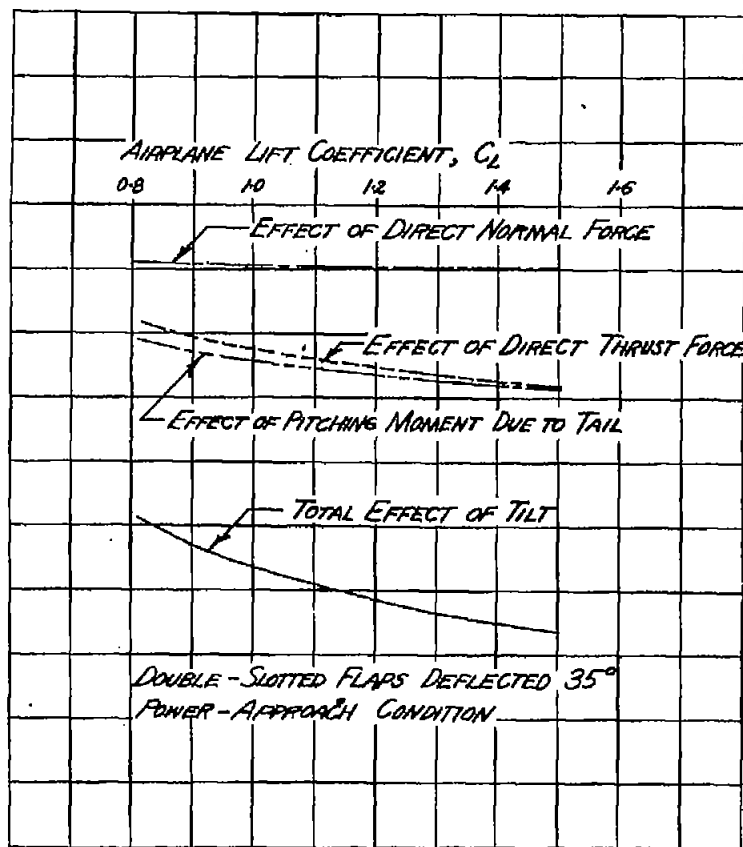 AIRPLANE LIFT COEFFICIENT, CL
0.8 1.0 1.2 1.4 1.6
EFFECT OF DIRECT NORMAL FORCE
EFFECT OF DIRECT THRUST FORCE
EFFECT OF PITCHING MOMENT DUE TO TAIL
TOTAL EFFECT OF TILT
DOUBLE-SLOTTED FLAPS DEFLECTED 35°
POWER-APPROACH CONDITION